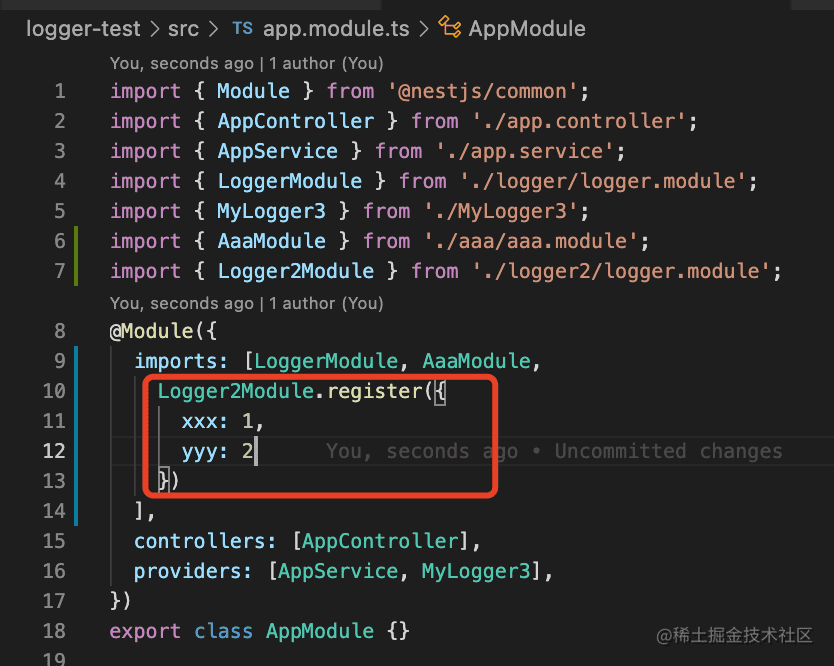 logger-test > src > TS app.module.ts > AppModule
You, seconds ago | 1 author (You)
1 import { Module } from '@nestjs/common';
2 import { AppController } from './app.controller';
3 import { AppService } from './app.service';
4 import { LoggerModule } from './logger/logger.module';
5 import { MyLogger3 } from './MyLogger3';
6 import { AaaModule } from './aaa/aaa.module';
7 import { Logger2Module } from './logger2/logger.module';
You, seconds ago | 1 author (You)
8 @Module({
9 imports: [LoggerModule, AaaModule,
10 Logger2Module.register({
11 xxx: 1,
12 yyy: 2 You, seconds ago • Uncommitted changes
13 })
14 ],
15 controllers: [AppController],
16 providers: [AppService, MyLogger3],
17 })
18 export class AppModule {}
19
@稀土掘金技术社区